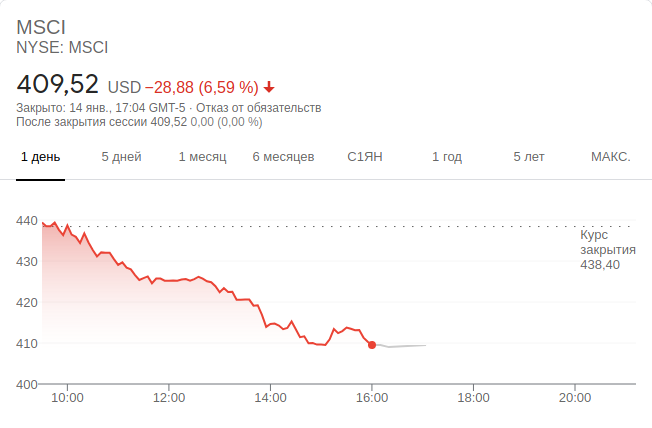 MSCI
NYSE: MSCI
409,52 USD −28,88 (6,59 %)
Закрыто: 14 янв., 17:04 GMT-5 · Отказ от обязательств
После закрытия сессии 409,52 0,00 (0,00 %)
1 день 5 дней 1 месяц 6 месяцев С1ЯН 1 год 5 лет МАКС.
440
Курс
закрытия
438,40
430
420
410
400
10:00 12:00 14:00 16:00 18:00 20:00